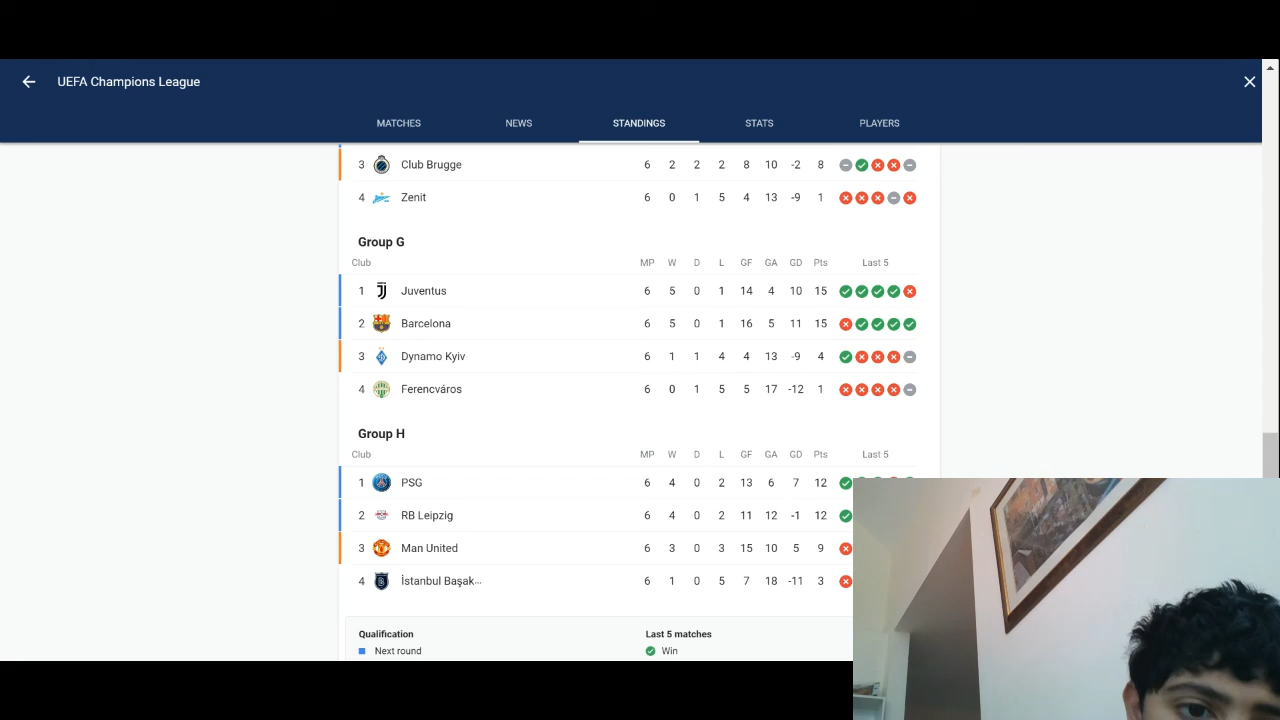 UEFA Champions League
MATCHES NEWS STANDINGS STATS PLAYERS
3 Club Brugge 6 2 2 2 8 10 -2 8
4 Zenit 6 0 1 5 4 13 -9 1
Group G
Club MP W D L GF GA GD Pts Last 5
1 Juventus 6 5 0 1 14 4 10 15
2 Barcelona 6 5 0 1 16 5 11 15
3 Dynamo Kyiv 6 1 1 4 4 13 -9 4
4 Ferencváros 6 0 1 5 5 17 -12 1
Group H
Club MP W D L GF GA GD Pts Last 5
1 PSG 6 4 0 2 13 6 7 12
2 RB Leipzig 6 4 0 2 11 12 -1 12
3 Man United 6 3 0 3 15 10 5 9
4 İstanbul Başak... 6 1 0 5 7 18 -11 3
Qualification Last 5 matches
Next round Win